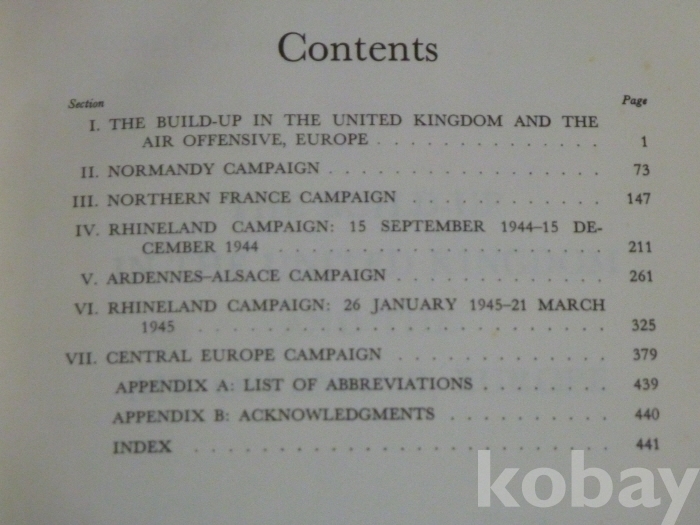 Contents
Section Page
I. THE BUILD-UP IN THE UNITED KINGDOM AND THE
AIR OFFENSIVE, EUROPE . . . . . . . . . . . . . . . 1
II. NORMANDY CAMPAIGN . . . . . . . . . . . . . . . . . 73
III. NORTHERN FRANCE CAMPAIGN . . . . . . . . . . . . . 147
IV. RHINELAND CAMPAIGN: 15 SEPTEMBER 1944–15 DE-
CEMBER 1944 . . . . . . . . . . . . . . . . . . . . 211
V. ARDENNES–ALSACE CAMPAIGN . . . . . . . . . . . . . 261
VI. RHINELAND CAMPAIGN: 26 JANUARY 1945–21 MARCH
1945 . . . . . . . . . . . . . . . . . . . . . . . . 325
VII. CENTRAL EUROPE CAMPAIGN . . . . . . . . . . . . . 379
APPENDIX A: LIST OF ABBREVIATIONS . . . . . . . . 439
APPENDIX B: ACKNOWLEDGMENTS . . . . . . . . . . 440
INDEX . . . . . . . . . . . . . . . . . . . . . . . . 441
kobay